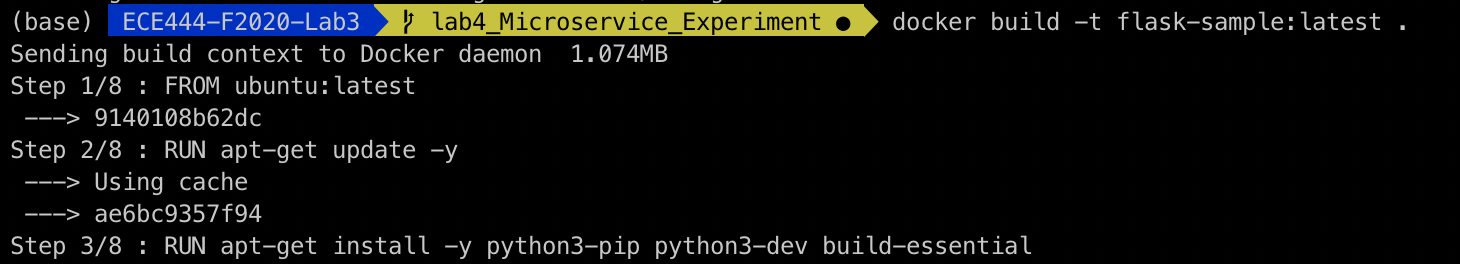 (base) ECE444-F2020-Lab3 lab4_Microservice_Experiment ● docker build -t flask-sample:latest .
Sending build context to Docker daemon  1.074MB
Step 1/8 : FROM ubuntu:latest
 ---> 9140108b62dc
Step 2/8 : RUN apt-get update -y
 ---> Using cache
 ---> ae6bc9357f94
Step 3/8 : RUN apt-get install -y python3-pip python3-dev build-essential